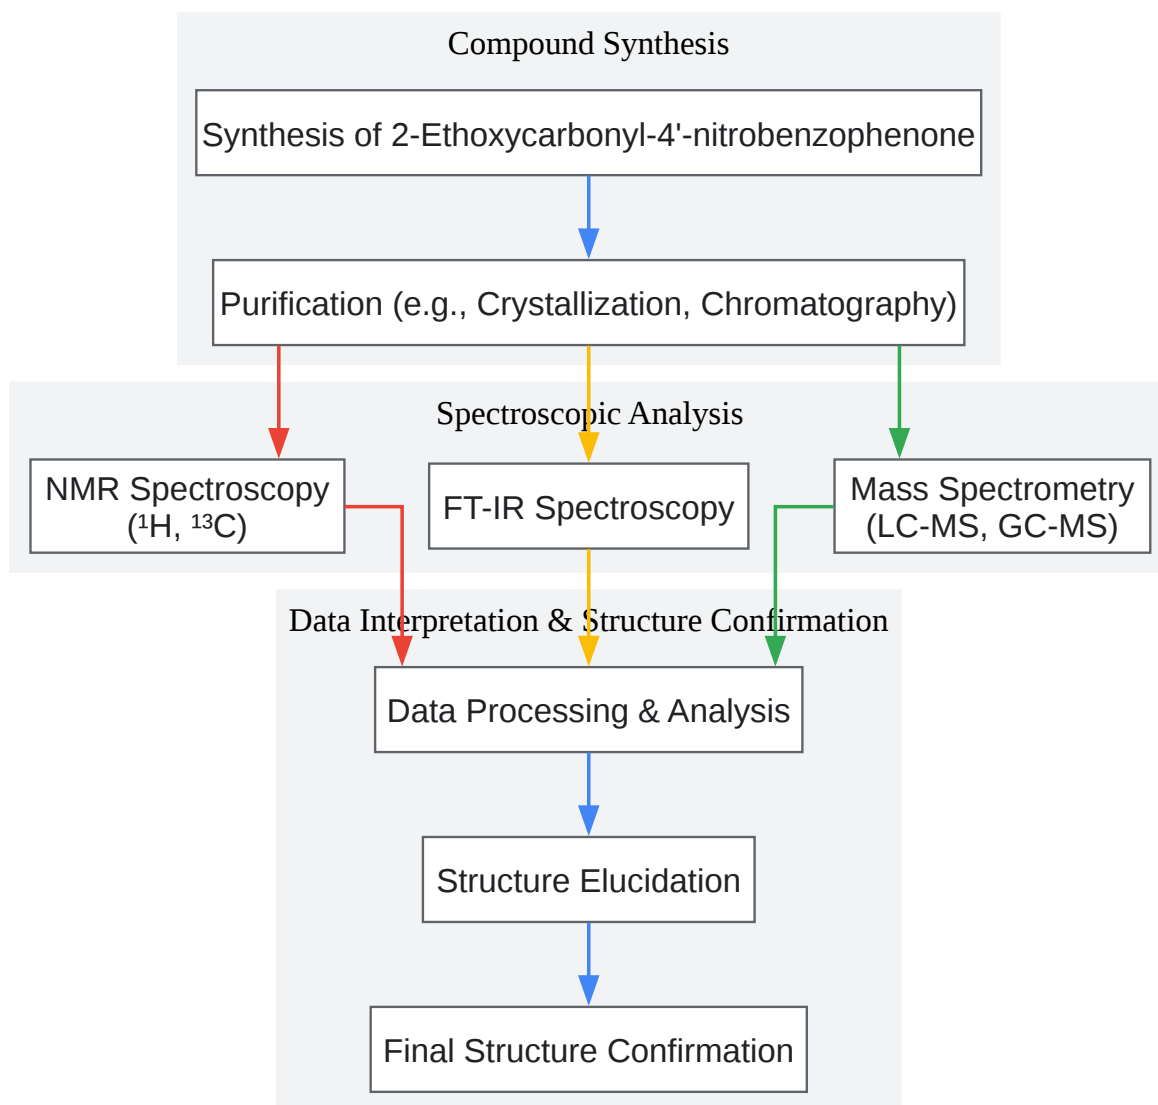 Compound Synthesis
Synthesis of 2-Ethoxycarbonyl-4'-nitrobenzophenone
Purification (e.g., Crystallization, Chromatography)
Spectroscopic Analysis
NMR Spectroscopy
(¹H, ¹³C)
FT-IR Spectroscopy
Mass Spectrometry
(LC-MS, GC-MS)
Data Interpretation & Structure Confirmation
Data Processing & Analysis
Structure Elucidation
Final Structure Confirmation